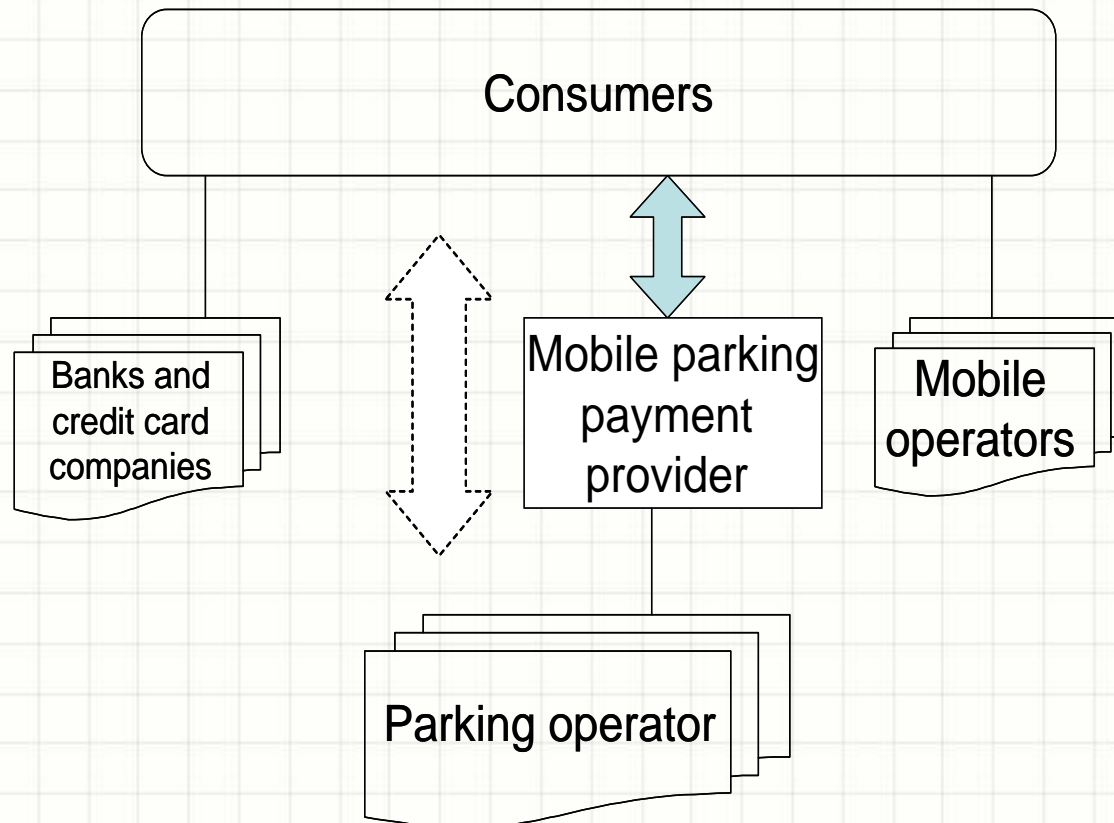 Consumers
Banks and
credit card
companies
Mobile parking
payment
provider
Mobile
operators
Parking operator